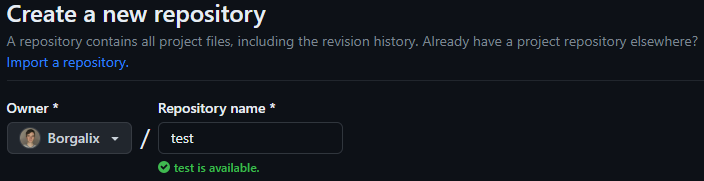 Create a new repository
A repository contains all project files, including the revision history. Already have a project repository elsewhere?
Import a repository.
Owner * Repository name *
Borgalix / test
test is available.